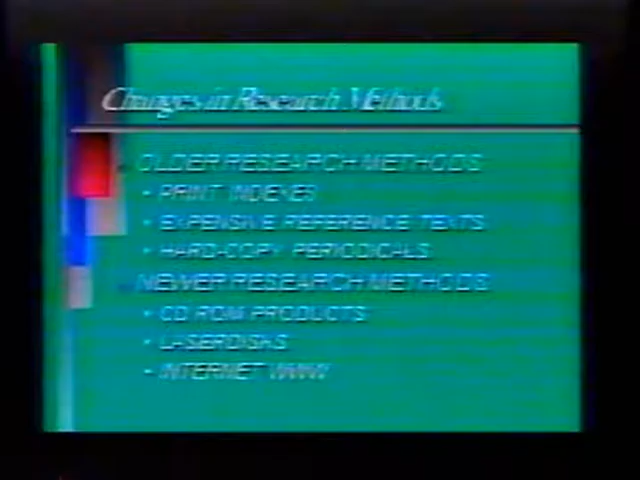 Changes in Research Methods
OLDER RESEARCH METHODS
• PRINT INDEXES
• EXPENSIVE REFERENCE TEXTS
• HARD-COPY PERIODICALS
NEWER RESEARCH METHODS
• CD ROM PRODUCTS
• LASERDISKS
• INTERNET WWW